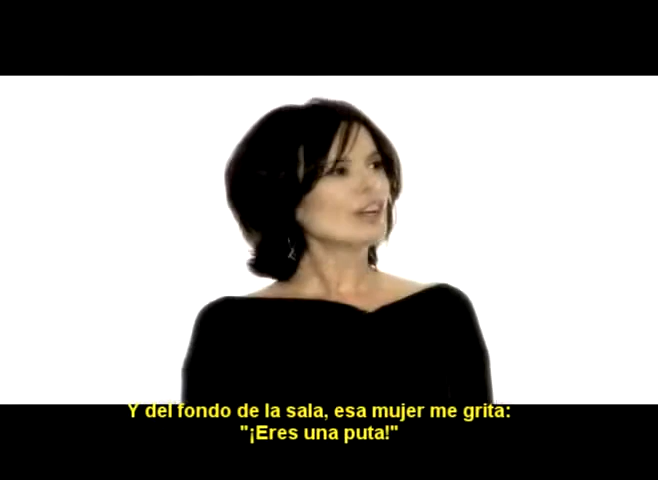 Y del fondo de la sala, esa mujer me grita:
"¡Eres una puta!"